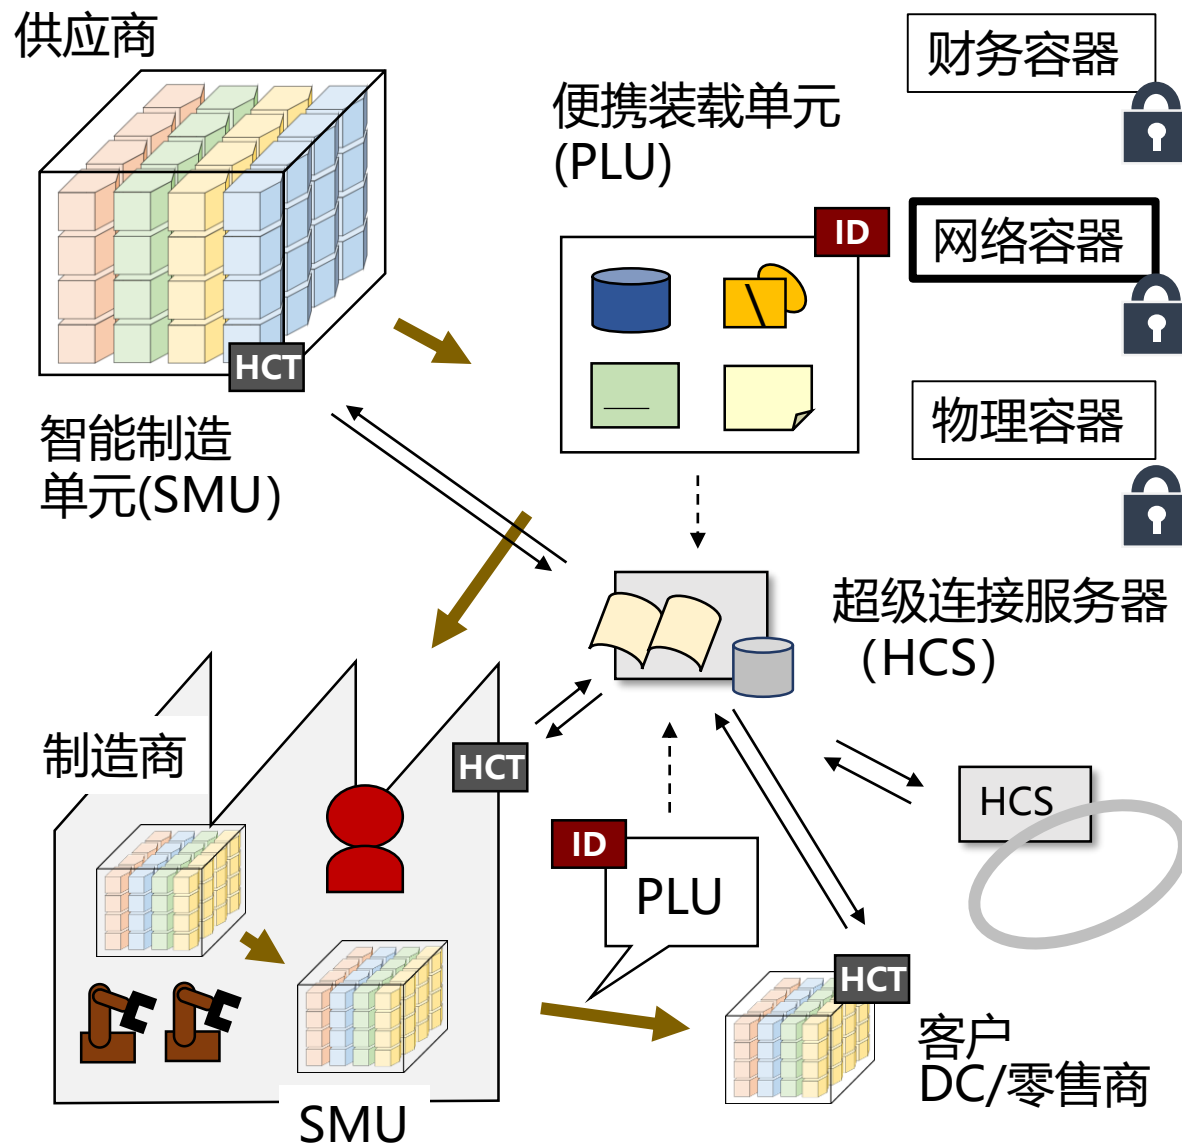 供应商
HCT
智能制造
单元(SMU）
便携装载单元
(PLU)
ID
财务容器
网络容器
物理容器
超级连接服务器
（HCS）
制造商
HCT
HCS
ID
PLU
HCT
SMU
客户
DC/零售商